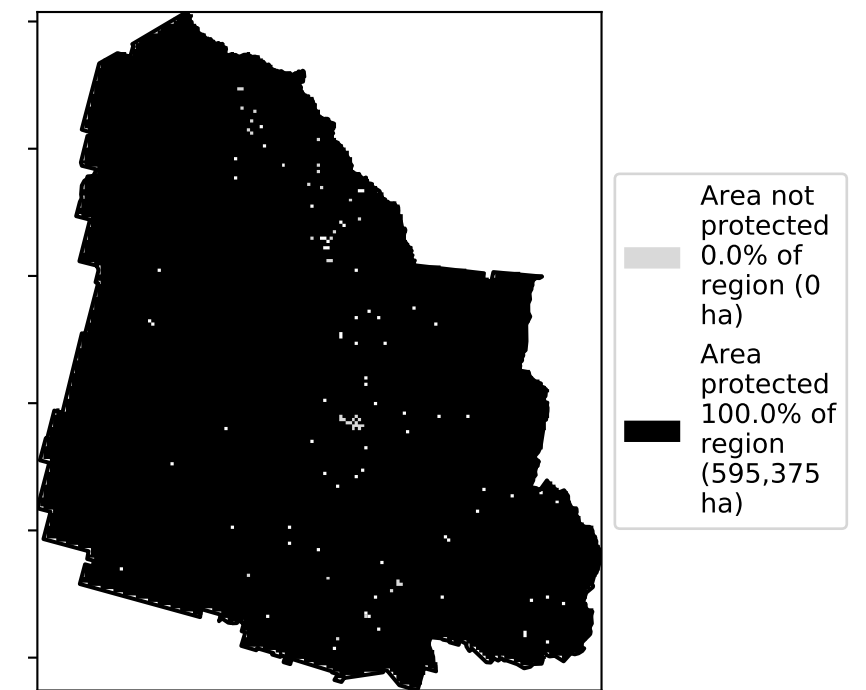 Area not
protected
0.0% of
region (0
ha)
Area
protected
100.0% of
region
(595,375
ha)